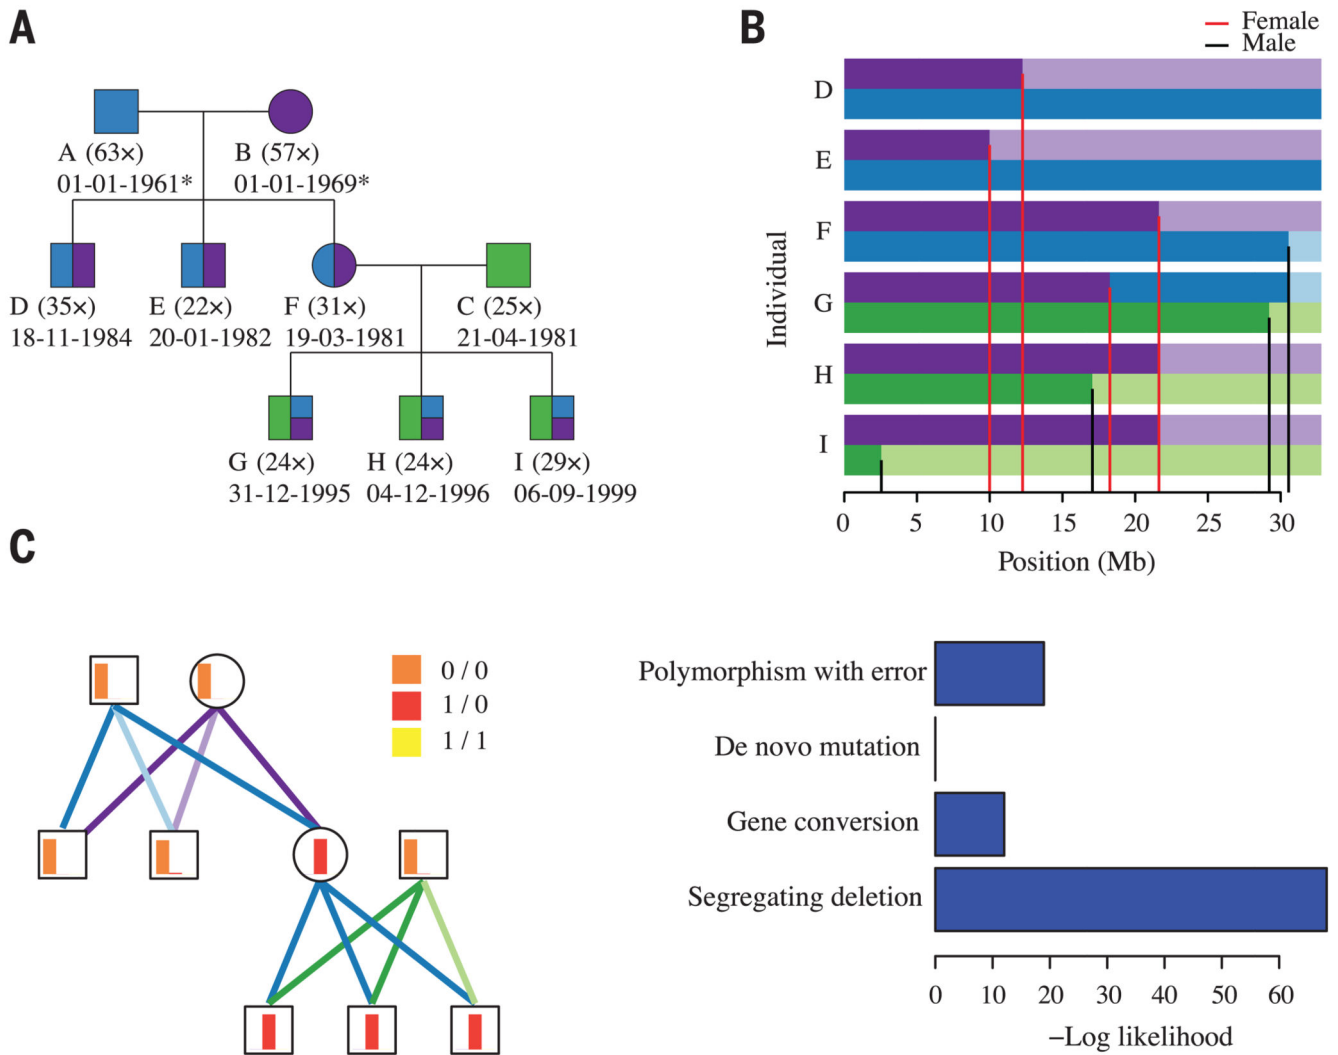 A
A (63×)
01-01-1961*
B (57×)
01-01-1969*
D (35×)
18-11-1984
E (22×)
20-01-1982
F (31×)
19-03-1981
C (25×)
21-04-1981
G (24×)
31-12-1995
H (24×)
04-12-1996
I (29×)
06-09-1999
B
Female
Male
Individual
D
E
F
G
H
I
0 5 10 15 20 25 30
Position (Mb)
C
0 / 0
1 / 0
1 / 1
Polymorphism with error
De novo mutation
Gene conversion
Segregating deletion
0 10 20 30 40 50 60
−Log likelihood